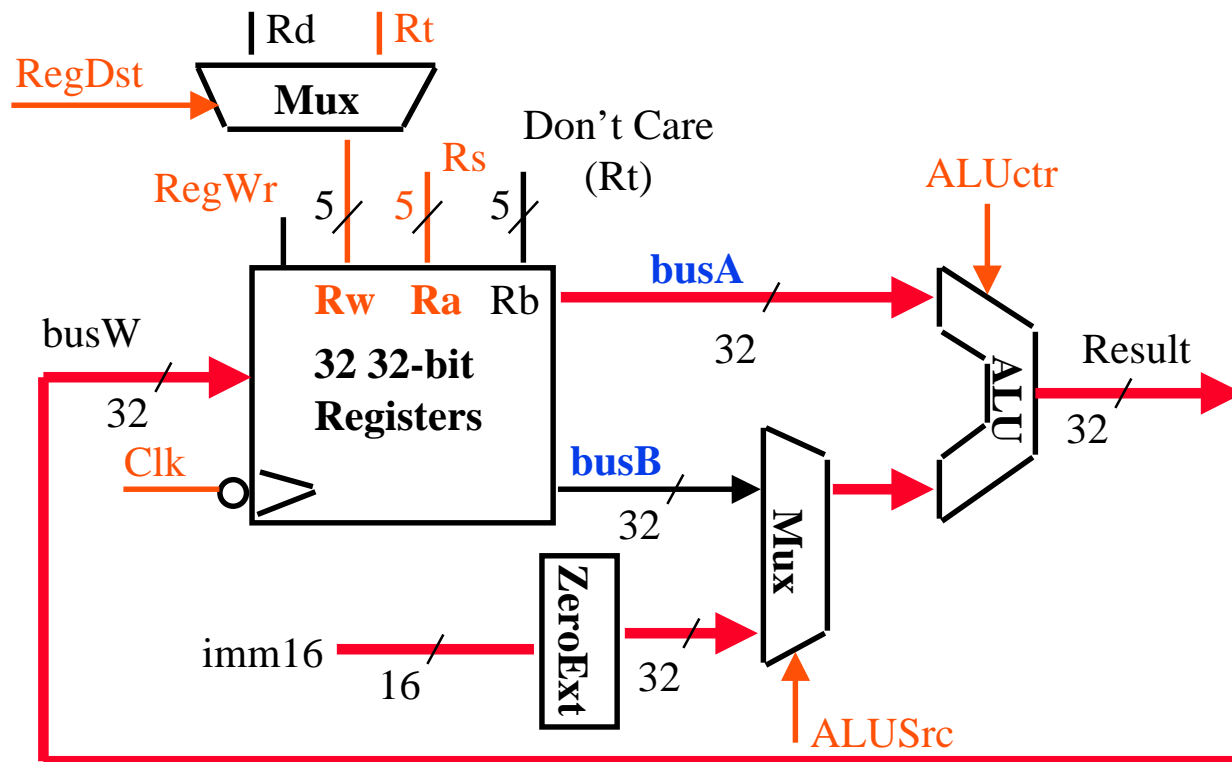 Rd
Rt
RegDst
Mux
Don't Care
(Rt)
Rs
RegWr
ALUctr
5
5
5
busA
Rw
Ra
Rb
busW
32
32 32-bit
Registers
32
ALU
Result
32
Clk
busB
32
Mux
ZeroExt
imm16
16
32
ALUSrc